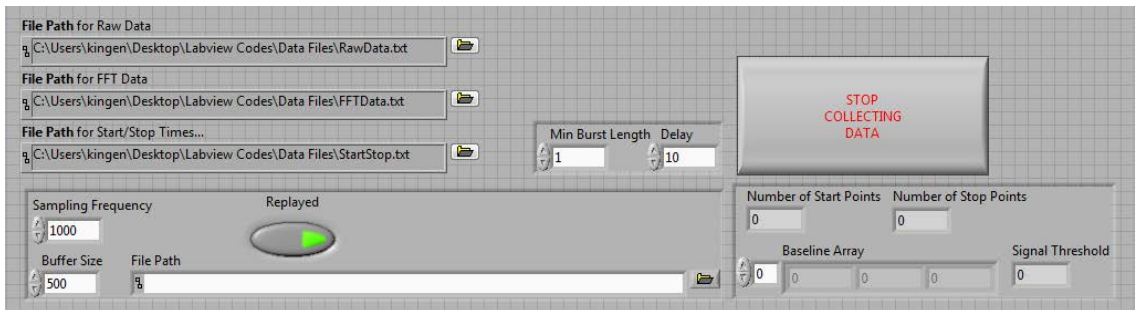 File Path for Raw Data
C:\Users\kingen\Desktop\Labview Codes\Data Files\RawData.txt
File Path for FFT Data
C:\Users\kingen\Desktop\Labview Codes\Data Files\FFTData.txt
File Path for Start/Stop Times...
C:\Users\kingen\Desktop\Labview Codes\Data Files\StartStop.txt
Min Burst Length Delay
1 10
STOP
COLLECTING
DATA
Sampling Frequency
1000
Replayed
Buffer Size File Path
500
Number of Start Points Number of Stop Points
0 0
Baseline Array Signal Threshold
0 0 0 0 0